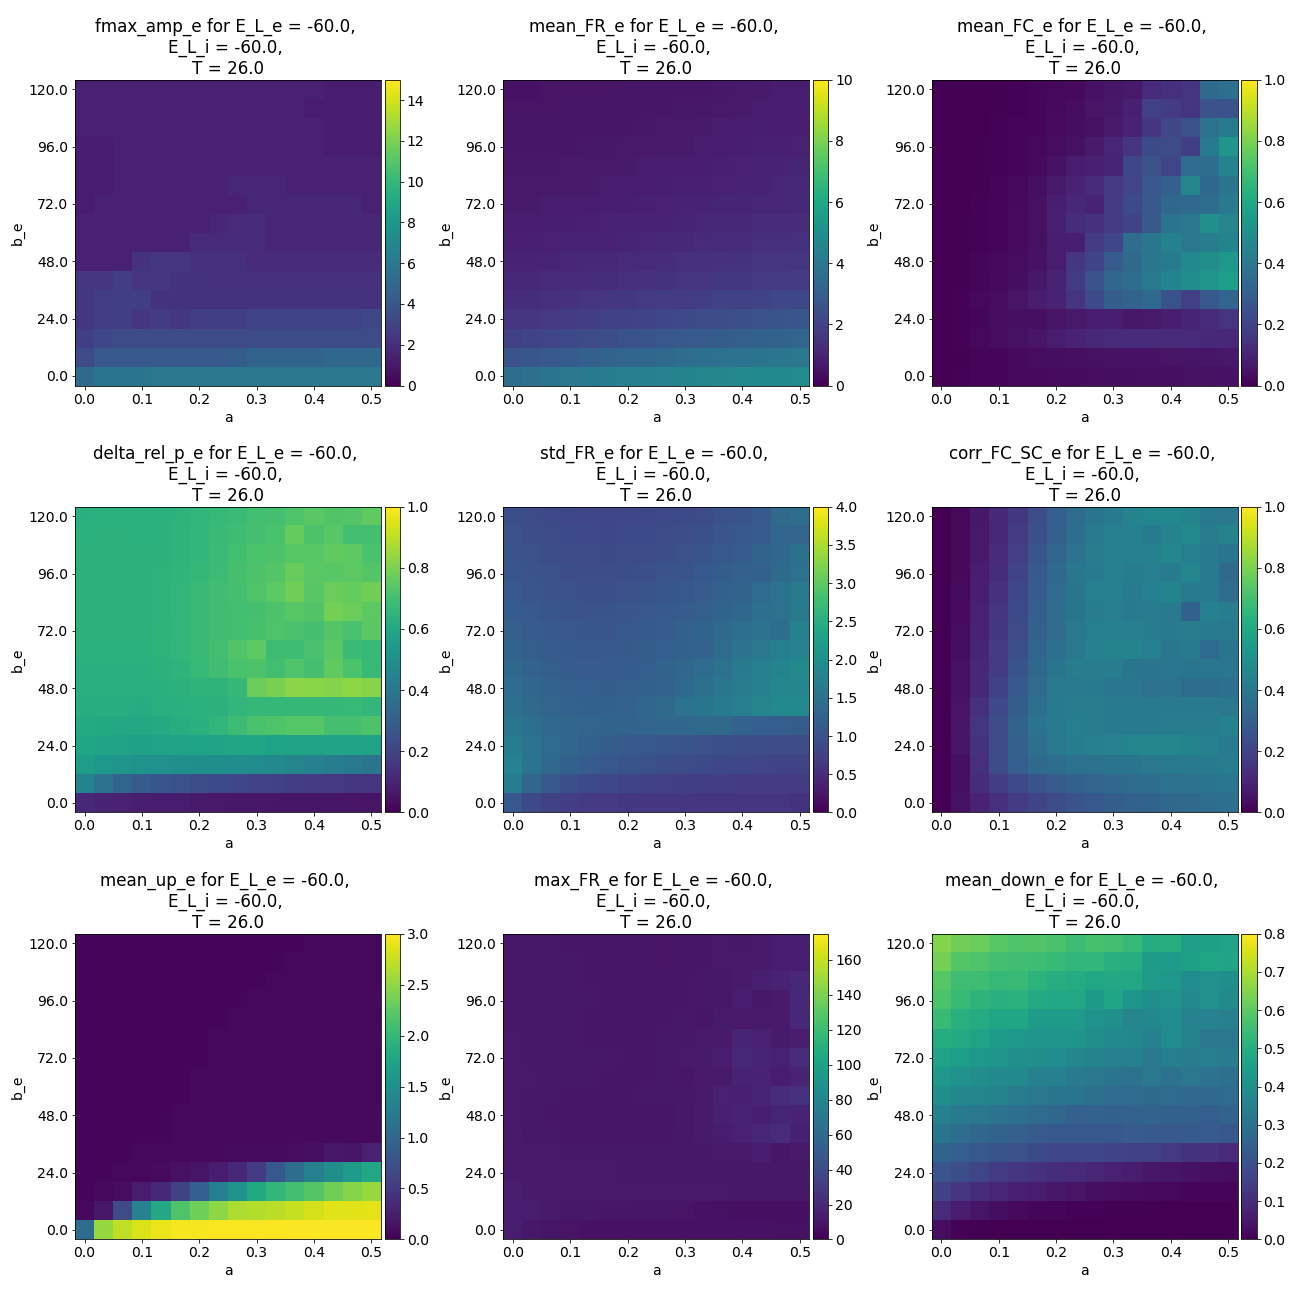 fmax_amp_e for E_L_e = -60.0,
E_L_i = -60.0,
T = 26.0
mean_FR_e for E_L_e = -60.0,
E_L_i = -60.0,
T = 26.0
mean_FC_e for E_L_e = -60.0,
E_L_i = -60.0,
T = 26.0
120.0
96.0
72.0
48.0
24.0
0.0
b_e
0.0 0.1 0.2 0.3 0.4 0.5
a
14
12
10
8
6
4
2
0
120.0
96.0
72.0
48.0
24.0
0.0
b_e
0.0 0.1 0.2 0.3 0.4 0.5
a
10
8
6
4
2
0
120.0
96.0
72.0
48.0
24.0
0.0
b_e
0.0 0.1 0.2 0.3 0.4 0.5
a
1.0
0.8
0.6
0.4
0.2
0.0
delta_rel_p_e for E_L_e = -60.0,
E_L_i = -60.0,
T = 26.0
std_FR_e for E_L_e = -60.0,
E_L_i = -60.0,
T = 26.0
corr_FC_SC_e for E_L_e = -60.0,
E_L_i = -60.0,
T = 26.0
120.0
96.0
72.0
48.0
24.0
0.0
b_e
0.0 0.1 0.2 0.3 0.4 0.5
a
1.0
0.8
0.6
0.4
0.2
0.0
120.0
96.0
72.0
48.0
24.0
0.0
b_e
0.0 0.1 0.2 0.3 0.4 0.5
a
4.0
3.5
3.0
2.5
2.0
1.5
1.0
0.5
0.0
120.0
96.0
72.0
48.0
24.0
0.0
b_e
0.0 0.1 0.2 0.3 0.4 0.5
a
1.0
0.8
0.6
0.4
0.2
0.0
mean_up_e for E_L_e = -60.0,
E_L_i = -60.0,
T = 26.0
max_FR_e for E_L_e = -60.0,
E_L_i = -60.0,
T = 26.0
mean_down_e for E_L_e = -60.0,
E_L_i = -60.0,
T = 26.0
120.0
96.0
72.0
48.0
24.0
0.0
b_e
0.0 0.1 0.2 0.3 0.4 0.5
a
3.0
2.5
2.0
1.5
1.0
0.5
0.0
120.0
96.0
72.0
48.0
24.0
0.0
b_e
0.0 0.1 0.2 0.3 0.4 0.5
a
160
140
120
100
80
60
40
20
0
120.0
96.0
72.0
48.0
24.0
0.0
b_e
0.0 0.1 0.2 0.3 0.4 0.5
a
0.8
0.7
0.6
0.5
0.4
0.3
0.2
0.1
0.0